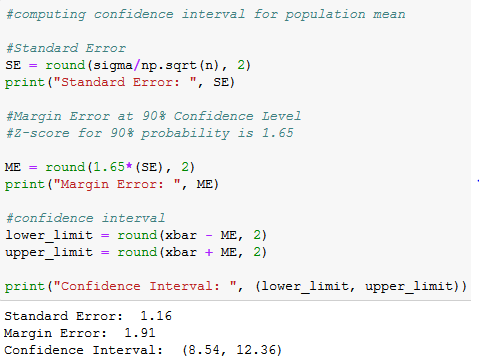 #computing confidence interval for population mean
#Standard Error
SE = round(sigma/np.sqrt(n), 2)
print("Standard Error: ", SE)
#Margin Error at 90% Confidence Level
#Z-score for 90% probability is 1.65
ME = round(1.65*(SE), 2)
print("Margin Error: ", ME)
#confidence interval
lower_limit = round(xbar - ME, 2)
upper_limit = round(xbar + ME, 2)
print("Confidence Interval: ", (lower_limit, upper_limit))
Standard Error:  1.16
Margin Error:  1.91
Confidence Interval:  (8.54, 12.36)